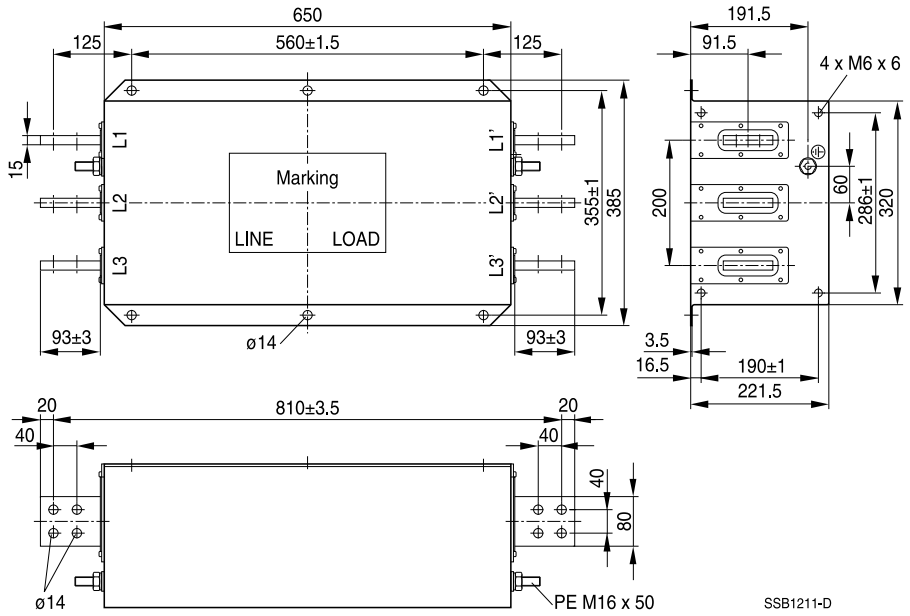 650
125
560±1.5
125
191.5
91.5
4 x M6 x 6
L1
L1'
15
Marking
L2
L2'
LINE
LOAD
L3
L3'
355±1
385
200
60
286±1
320
93±3
ø14
93±3
3.5
16.5
190±1
221.5
20
810±3.5
20
40
40
40
80
ø14
PE M16 x 50
SSB1211-D